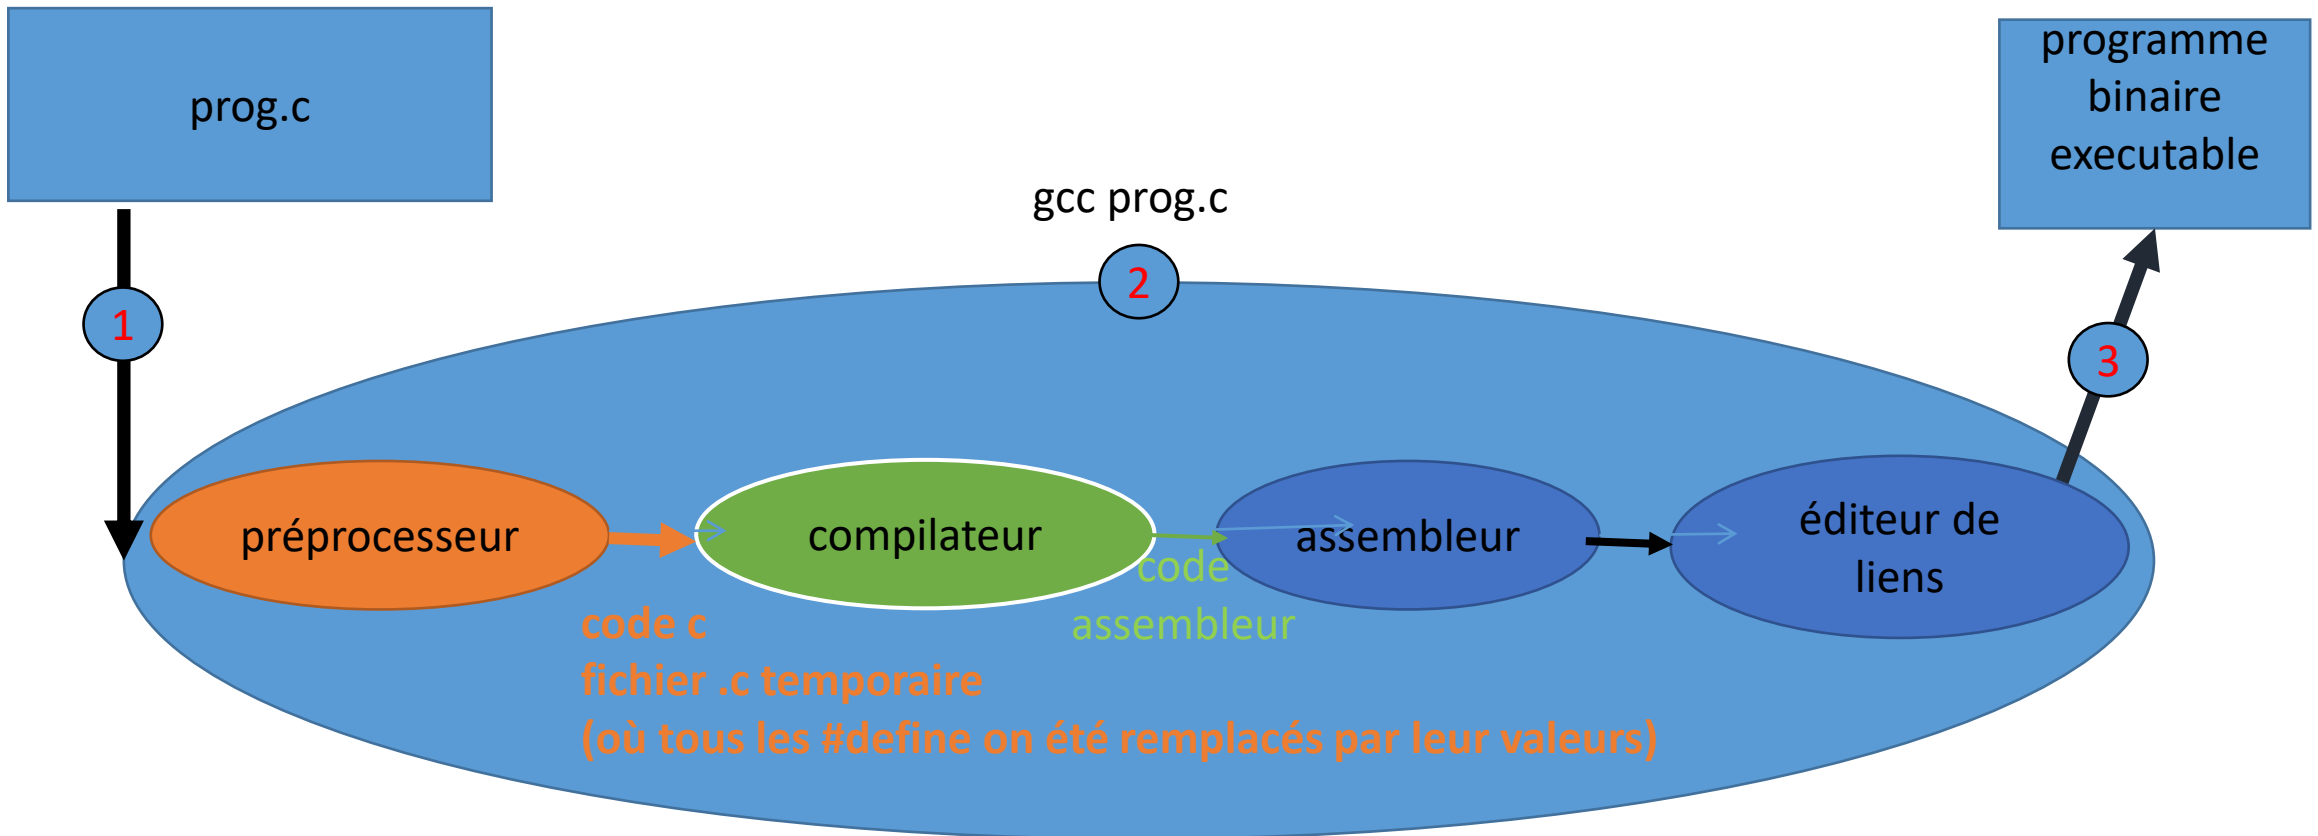 prog.c
programme
binaire
executable
gcc prog.c
2
1
3
préprocesseur
compilateur
assembleur
éditeur de
liens
code
assembleur
code c
fichier .c temporaire
(où tous les #define on été remplacés par leur valeurs)